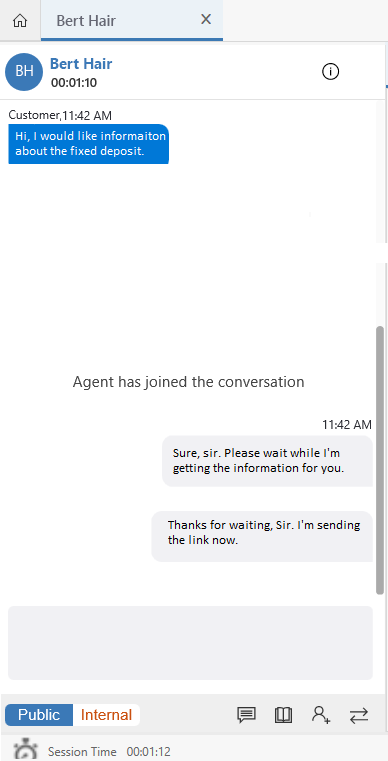 Bert Hair
BH
Bert Hair
00:01:10
Customer,11:42 AM
Hi, I would like informaiton
about the fixed deposit.
Agent has joined the conversation
11:42 AM
Sure, sir. Please wait while I'm
getting the information for you.
Thanks for waiting, Sir. I'm sending
the link now.
Public Internal
Session Time 00:01:12